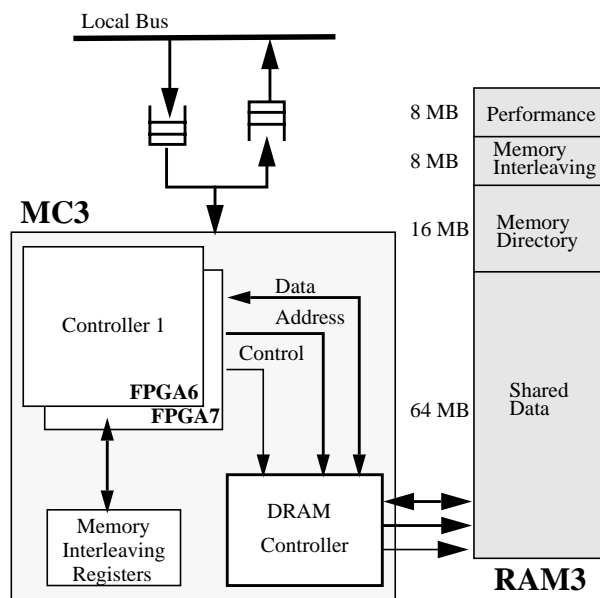 Local Bus
8 MB
Performance
8 MB
Memory
Interleaving
MC3
16 MB
Memory
Directory
Data
Controller 1
Address
Control
FPGA6
FPGA7
64 MB
Shared
Data
DRAM
Controller
Memory
Interleaving
Registers
RAM3